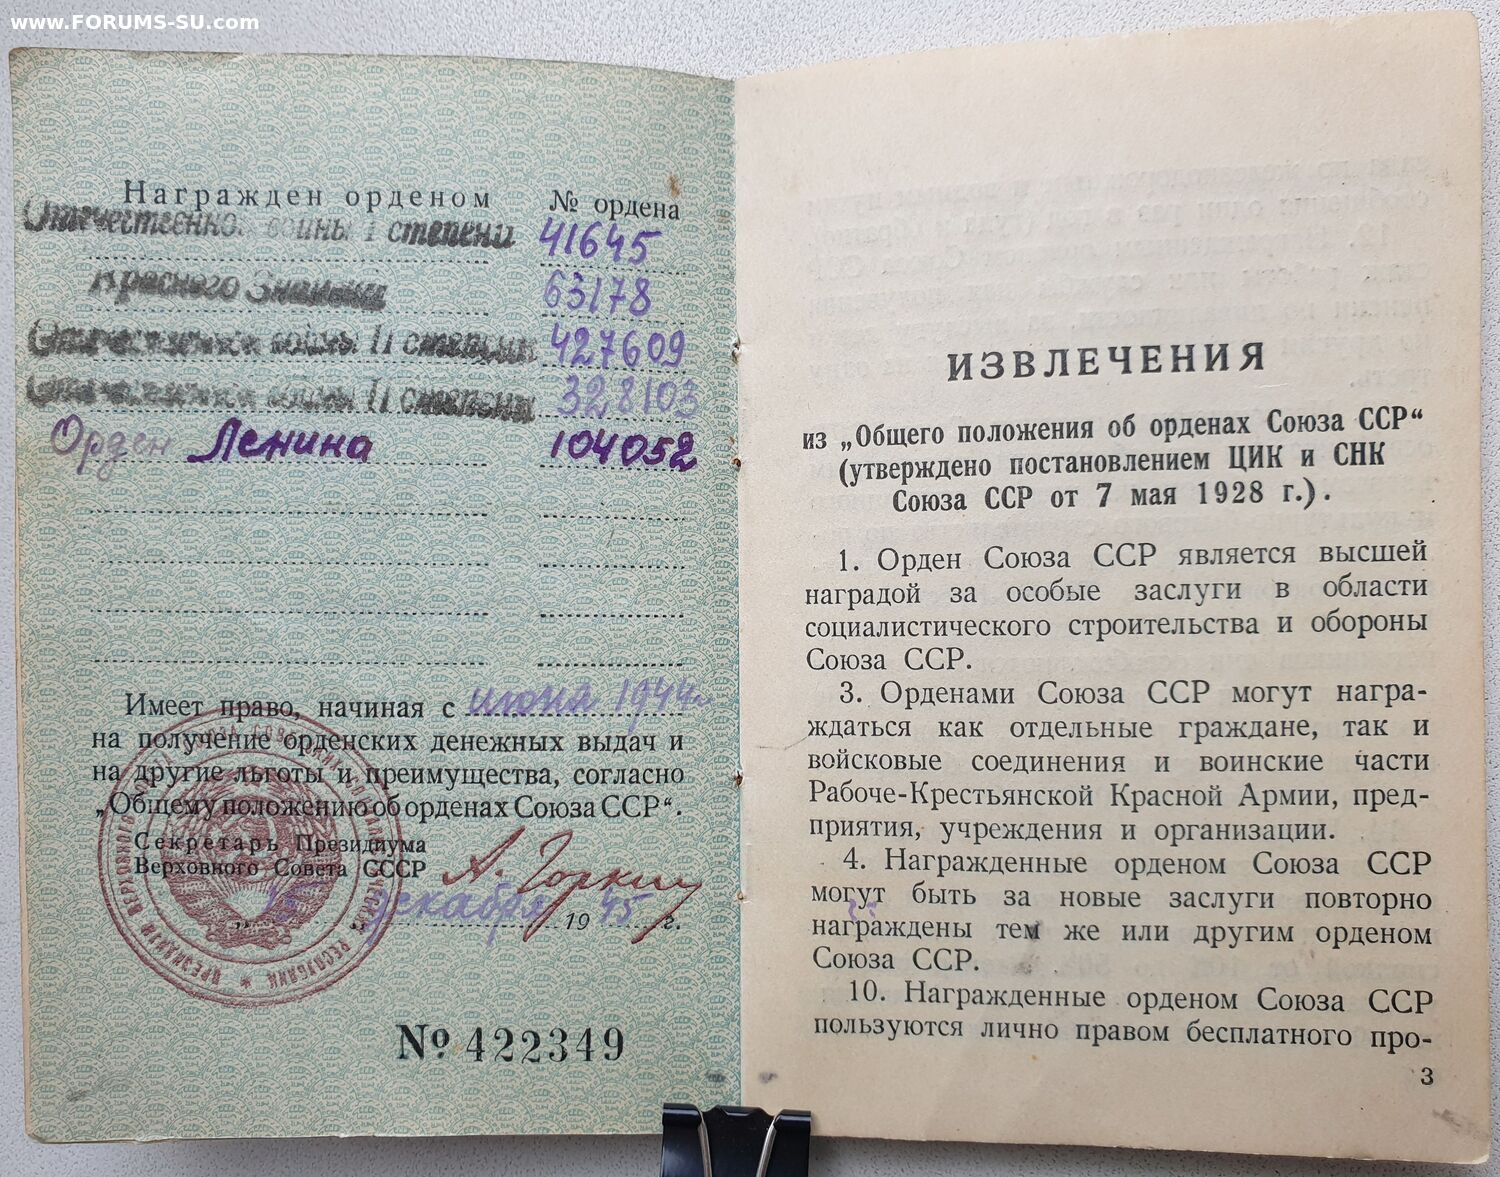 www.FORUMS-SU.com
Награжден орденом № ордена
Отечественной войны I степени 41645
Красного Знамени 63178
Отечественной войны II степени 427609
Отечественной войны II степени 328103
Орден Ленина 104052
Имеет право, начиная с июня 1944 г
на получение орденских денежных выдач и
на другие льготы и преимущества, согласно
„Общему положению об орденах Союза ССР“.
Секретарь Президиума
Верховного Совета СССР А. Горкин
15 декабря 1945 г.
№ 422349
ИЗВЛЕЧЕНИЯ
из „Общего положения об орденах Союза ССР“
(утверждено постановлением ЦИК и СНК
Союза ССР от 7 мая 1928 г.).
1. Орден Союза ССР является высшей
наградой за особые заслуги в области
социалистического строительства и обороны
Союза ССР.
3. Орденами Союза ССР могут награ-
ждаться как отдельные граждане, так и
войсковые соединения и воинские части
Рабоче-Крестьянской Красной Армии, пред-
приятия, учреждения и организации.
4. Награжденные орденом Союза ССР
могут быть за новые заслуги повторно
награждены тем же или другим орденом
Союза ССР.
10. Награжденные орденом Союза ССР
пользуются лично правом бесплатного про-
3